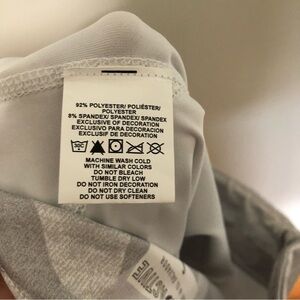 92% POLYESTER/ POLIÉSTER/
POLYESTER
8% SPANDEX/ SPANDEX/ SPANDEX
EXCLUSIVE OF DECORATION
EXCLUSIVO PARA DECORACION
EXCLUSIF DE DECORATION
MACHINE WASH COLD
WITH SIMILAR COLORS
DO NOT BLEACH
TUMBLE DRY LOW
DO NOT IRON DECORATION
DO NOT DRY CLEAN
DO NOT USE SOFTENERS